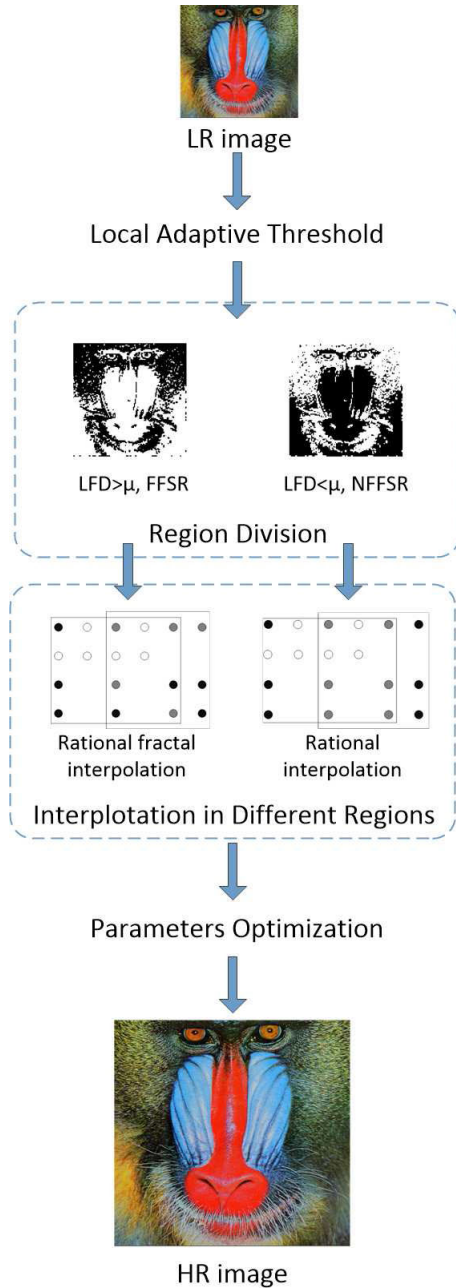 LR image
Local Adaptive Threshold
LFD>μ, FFSR
LFD<μ, NFFSR
Region Division
Rational fractal
interpolation
Rational
interpolation
Interplotation in Different Regions
Parameters Optimization
HR image